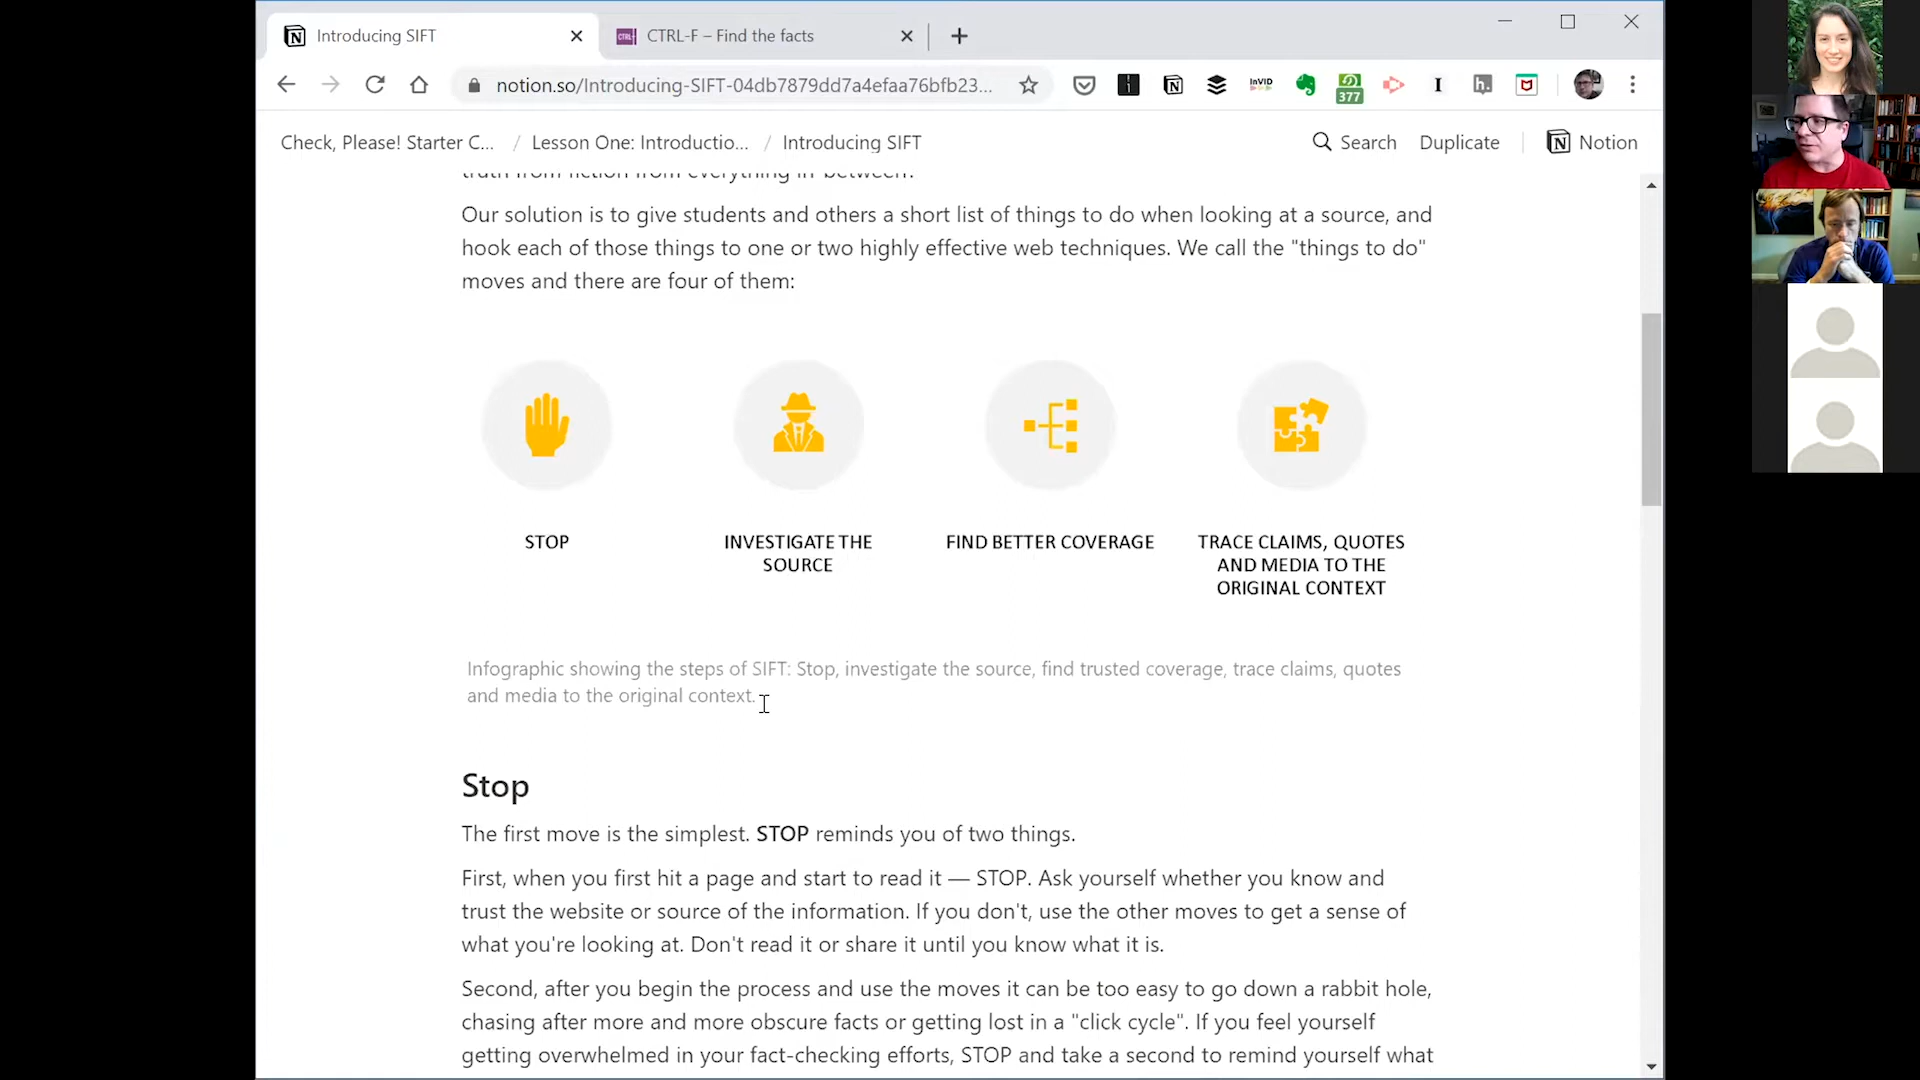 Introducing SIFT
CTRL-F – Find the facts
notion.so/Introducing-SIFT-04db7879dd7a4efaa76bfb23...
InVID
377
Check, Please! Starter C... / Lesson One: Introductio... / Introducing SIFT
Search Duplicate Notion
truth from fiction from everything in-between.
Our solution is to give students and others a short list of things to do when looking at a source, and
hook each of those things to one or two highly effective web techniques. We call the "things to do"
moves and there are four of them:
STOP
INVESTIGATE THE
SOURCE
FIND BETTER COVERAGE
TRACE CLAIMS, QUOTES
AND MEDIA TO THE
ORIGINAL CONTEXT
Infographic showing the steps of SIFT: Stop, investigate the source, find trusted coverage, trace claims, quotes
and media to the original context.
Stop
The first move is the simplest. STOP reminds you of two things.
First, when you first hit a page and start to read it — STOP. Ask yourself whether you know and
trust the website or source of the information. If you don't, use the other moves to get a sense of
what you're looking at. Don't read it or share it until you know what it is.
Second, after you begin the process and use the moves it can be too easy to go down a rabbit hole,
chasing after more and more obscure facts or getting lost in a "click cycle". If you feel yourself
getting overwhelmed in your fact-checking efforts, STOP and take a second to remind yourself what